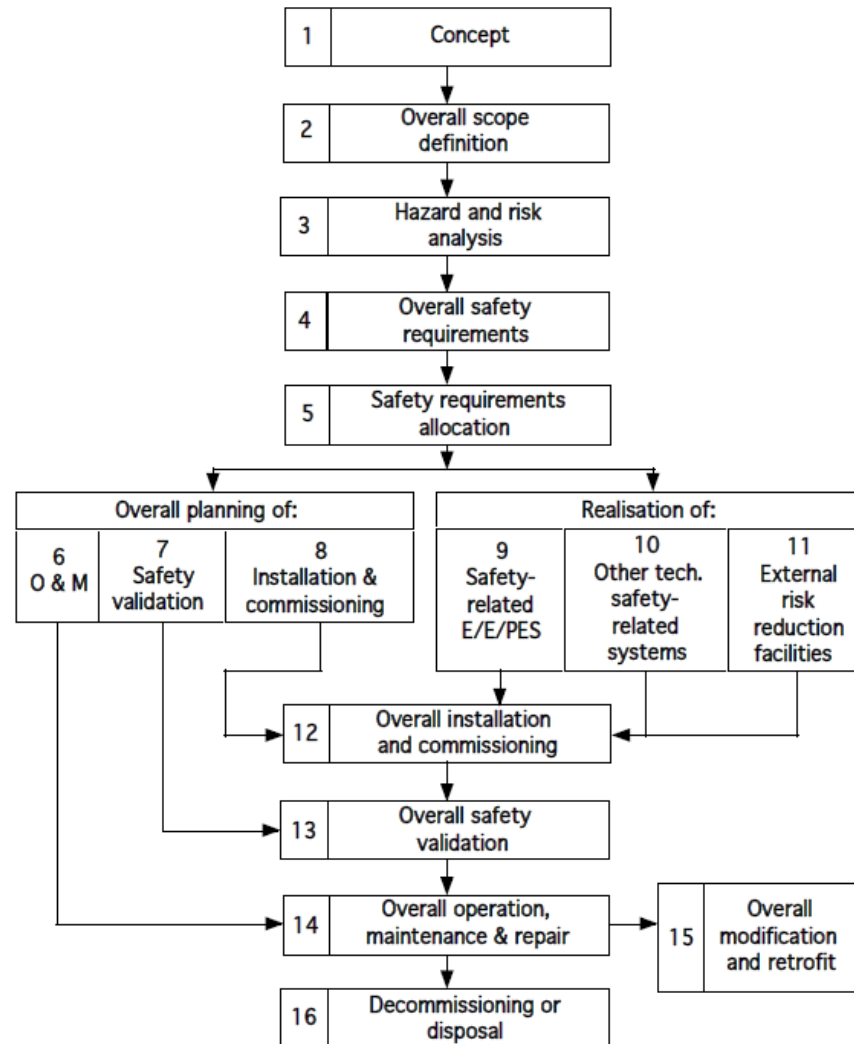 1
Concept
2
Overall scope
definition
3
Hazard and risk
analysis
4
Overall safety
requirements
5
Safety requirements
allocation
Overall planning of:
6
O & M
7
Safety
validation
8
Installation &
commissioning
Realisation of:
9
Safety-
related
E/E/PES
10
Other tech.
safety-
related
systems
11
External
risk
reduction
facilities
12
Overall installation
and commissioning
13
Overall safety
validation
14
Overall operation,
maintenance & repair
15
Overall
modification
and retrofit
16
Decommissioning or
disposal